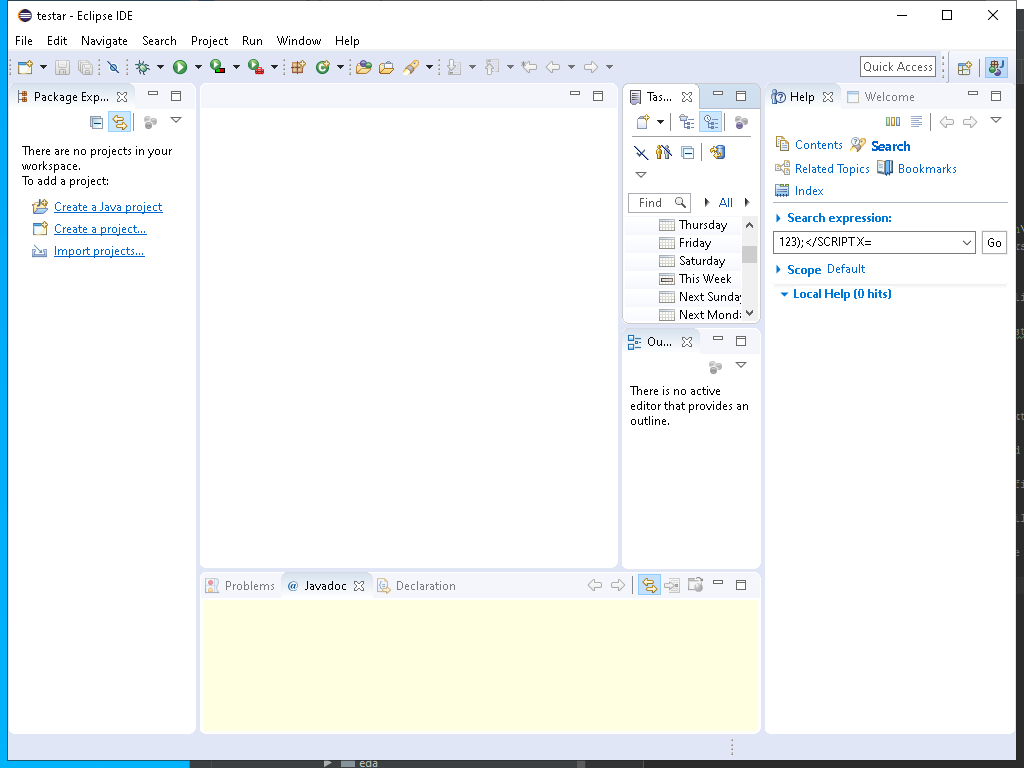 testar - Eclipse IDE
File Edit Navigate Search Project Run Window Help
Quick Access
Package Exp...
There are no projects in your
workspace.
To add a project:
Create a Java project
Create a project...
Import projects...
Tas...
Find
All
Thursday
Friday
Saturday
This Week
Next Sunday
Next Mond
Ou...
There is no active
editor that provides an
outline.
Help
Welcome
Contents
Search
Related Topics
Bookmarks
Index
Search expression:
123);</SCRIPTX=
Go
Scope Default
Local Help (0 hits)
Problems
@ Javadoc
Declaration
eda